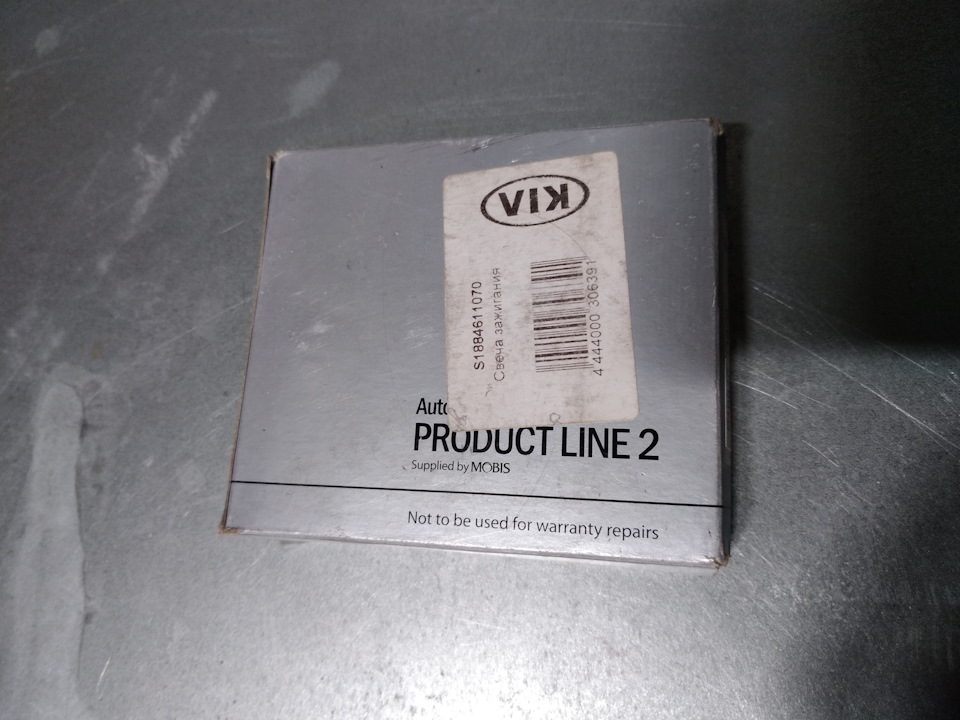 KIA
S1884611070
Свеча зажигания
4 444000 306391
PRODUCT LINE 2
Supplied by MOBIS
Not to be used for warranty repairs